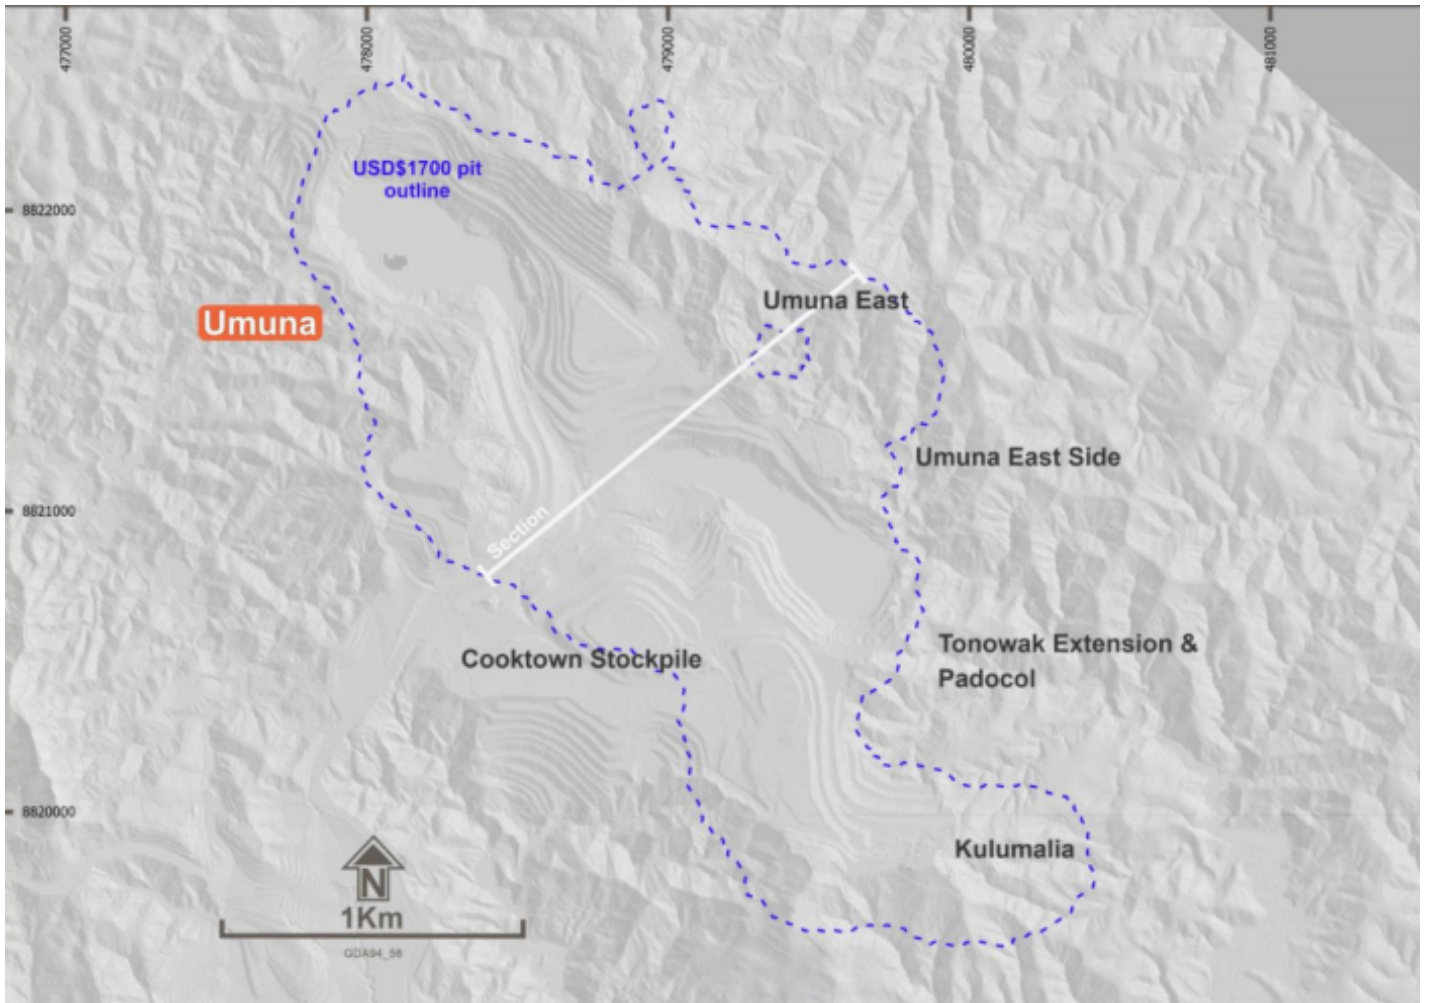 477000
478000
479000
480000
481000
USD$1700 pit
outline
8822000
Umuna East
Umuna
Umuna East Side
8821000
Section
Tonowak Extension &
Padocol
Cooktown Stockpile
8820000
Kulumalia
N
1Km
GDA94_56